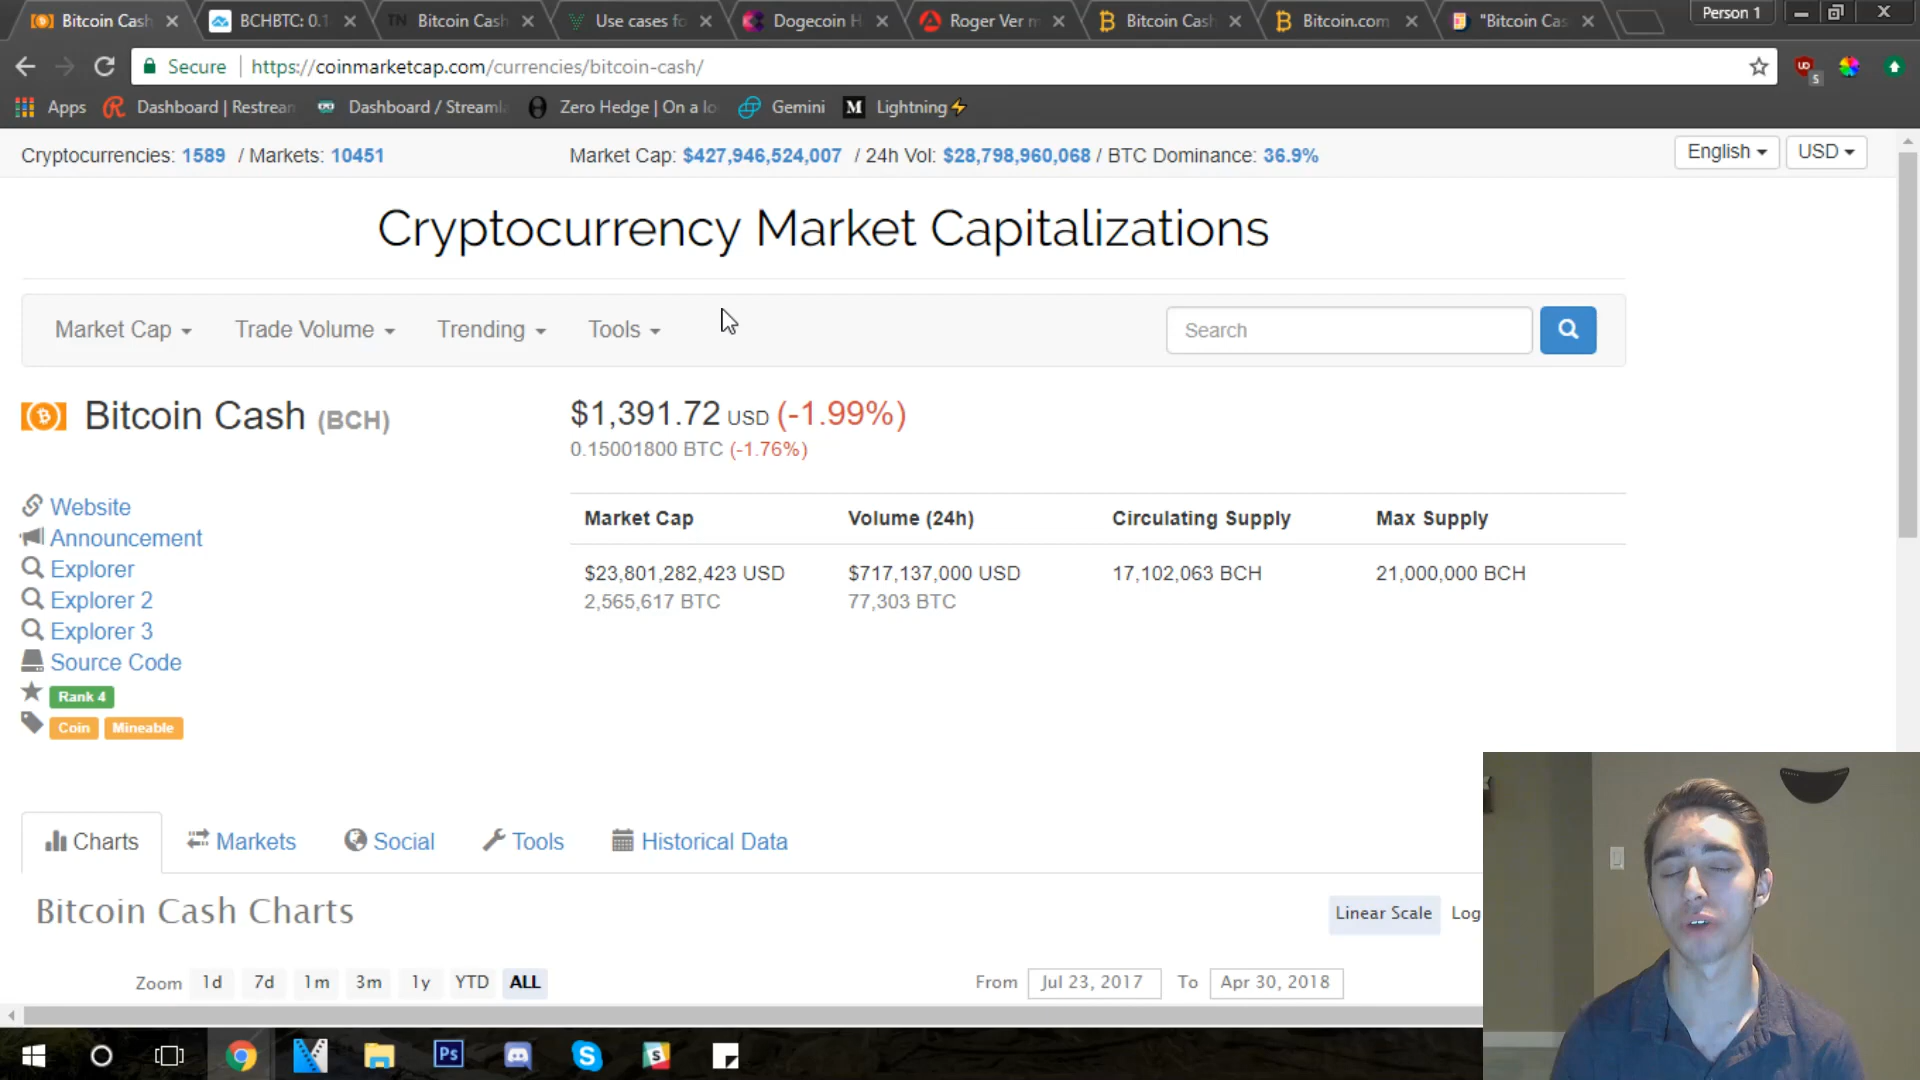 Bitcoin Cash
BCHBTC: 0.1
TN Bitcoin Cash
Use cases fo
Dogecoin H
Roger Ver m
Bitcoin Cash
Bitcoin.com
"Bitcoin Cas
Person 1
Secure https://coinmarketcap.com/currencies/bitcoin-cash/
Apps Dashboard | Restream Dashboard / Streamla Zero Hedge | On a lo Gemini M Lightning⚡
Cryptocurrencies: 1589 / Markets: 10451 Market Cap: $427,946,524,007 / 24h Vol: $28,798,960,068 / BTC Dominance: 36.9% English USD
Cryptocurrency Market Capitalizations
Market Cap Trade Volume Trending Tools Search
Bitcoin Cash (BCH)
$1,391.72 USD (-1.99%)
0.15001800 BTC (-1.76%)
Website
Announcement
Explorer
Explorer 2
Explorer 3
Source Code
Rank 4
Coin Mineable
Market Cap Volume (24h) Circulating Supply Max Supply
$23,801,282,423 USD $717,137,000 USD 17,102,063 BCH 21,000,000 BCH
2,565,617 BTC 77,303 BTC
Charts Markets Social Tools Historical Data
Bitcoin Cash Charts
Linear Scale Log
Zoom 1d 7d 1m 3m 1y YTD ALL From Jul 23, 2017 To Apr 30, 2018
Ps